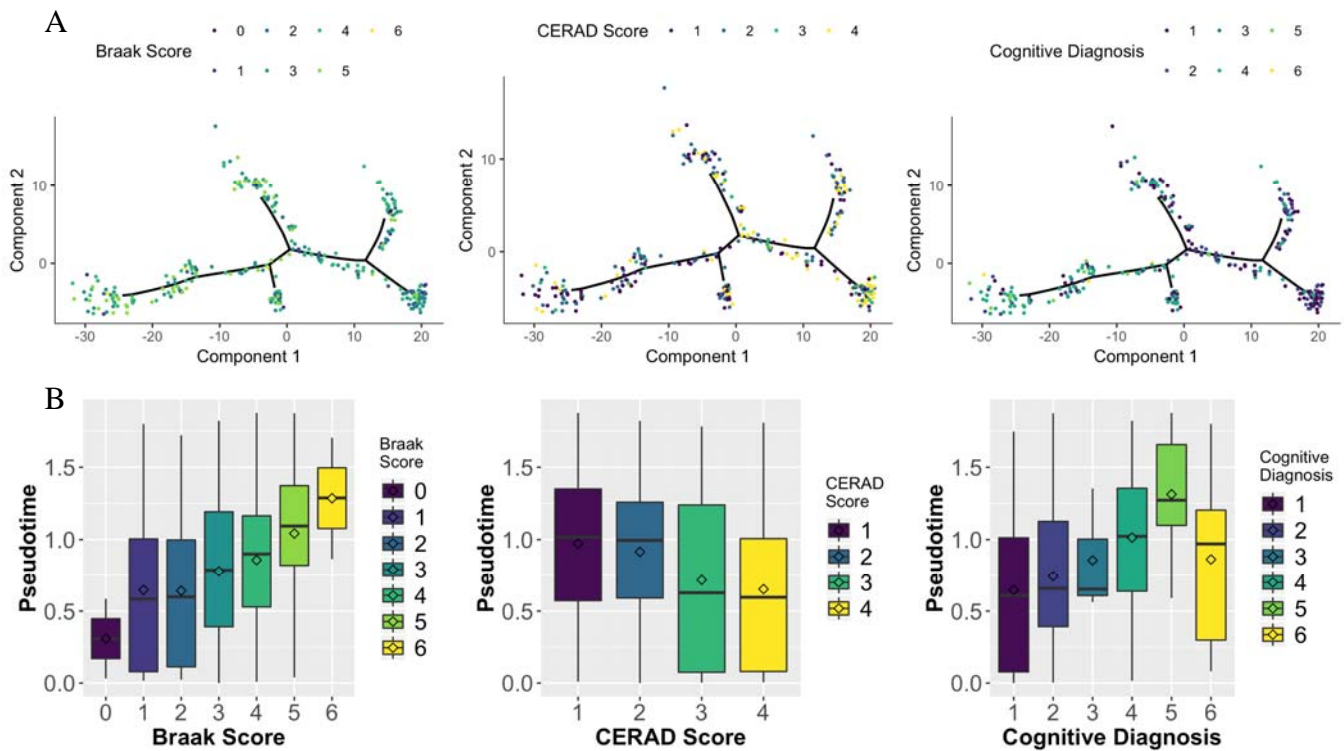 A
Braak Score
0 2 4 6
1 3 5
CERAD Score 1 2 3 4
Cognitive Diagnosis
1 3 5
2 4 6
Component 2
10
0
-30 -20 -10 0 10 20
Component 1
Component 2
10
0
-30 -20 -10 0 10 20
Component 1
Component 2
10
0
-30 -20 -10 0 10 20
Component 1
B
Pseudotime
1.5
1.0
0.5
0.0
0 1 2 3 4 5 6
Braak Score
Braak
Score
0
1
2
3
4
5
6
Pseudotime
1.5
1.0
0.5
0.0
1 2 3 4
CERAD Score
CERAD
Score
1
2
3
4
Pseudotime
1.5
1.0
0.5
0.0
1 2 3 4 5 6
Cognitive Diagnosis
Cognitive
Diagnosis
1
2
3
4
5
6